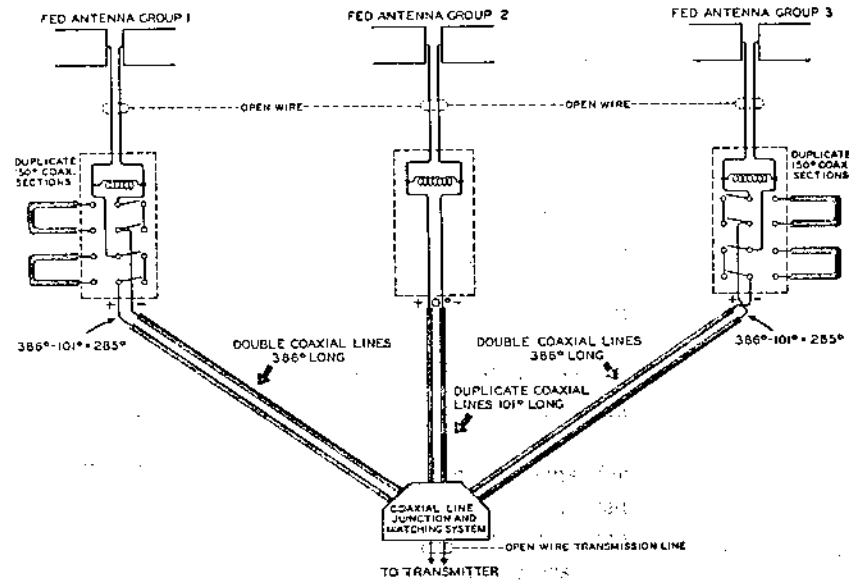 FED ANTENNA GROUP 1
FED ANTENNA GROUP 2
FED ANTENNA GROUP 3
OPEN WIRE
OPEN WIRE
DUPLICATE
150° COAX.
SECTIONS
DUPLICATE
150° COAX.
SECTIONS
+ -
+ 0° -
+ -
386°-101° = 285°
386°-101° = 285°
DOUBLE COAXIAL LINES
386° LONG
DOUBLE COAXIAL LINES
386° LONG
DUPLICATE COAXIAL
LINES 101° LONG
COAXIAL LINE
JUNCTION AND
MATCHING SYSTEM
OPEN WIRE TRANSMISSION LINE
TO TRANSMITTER